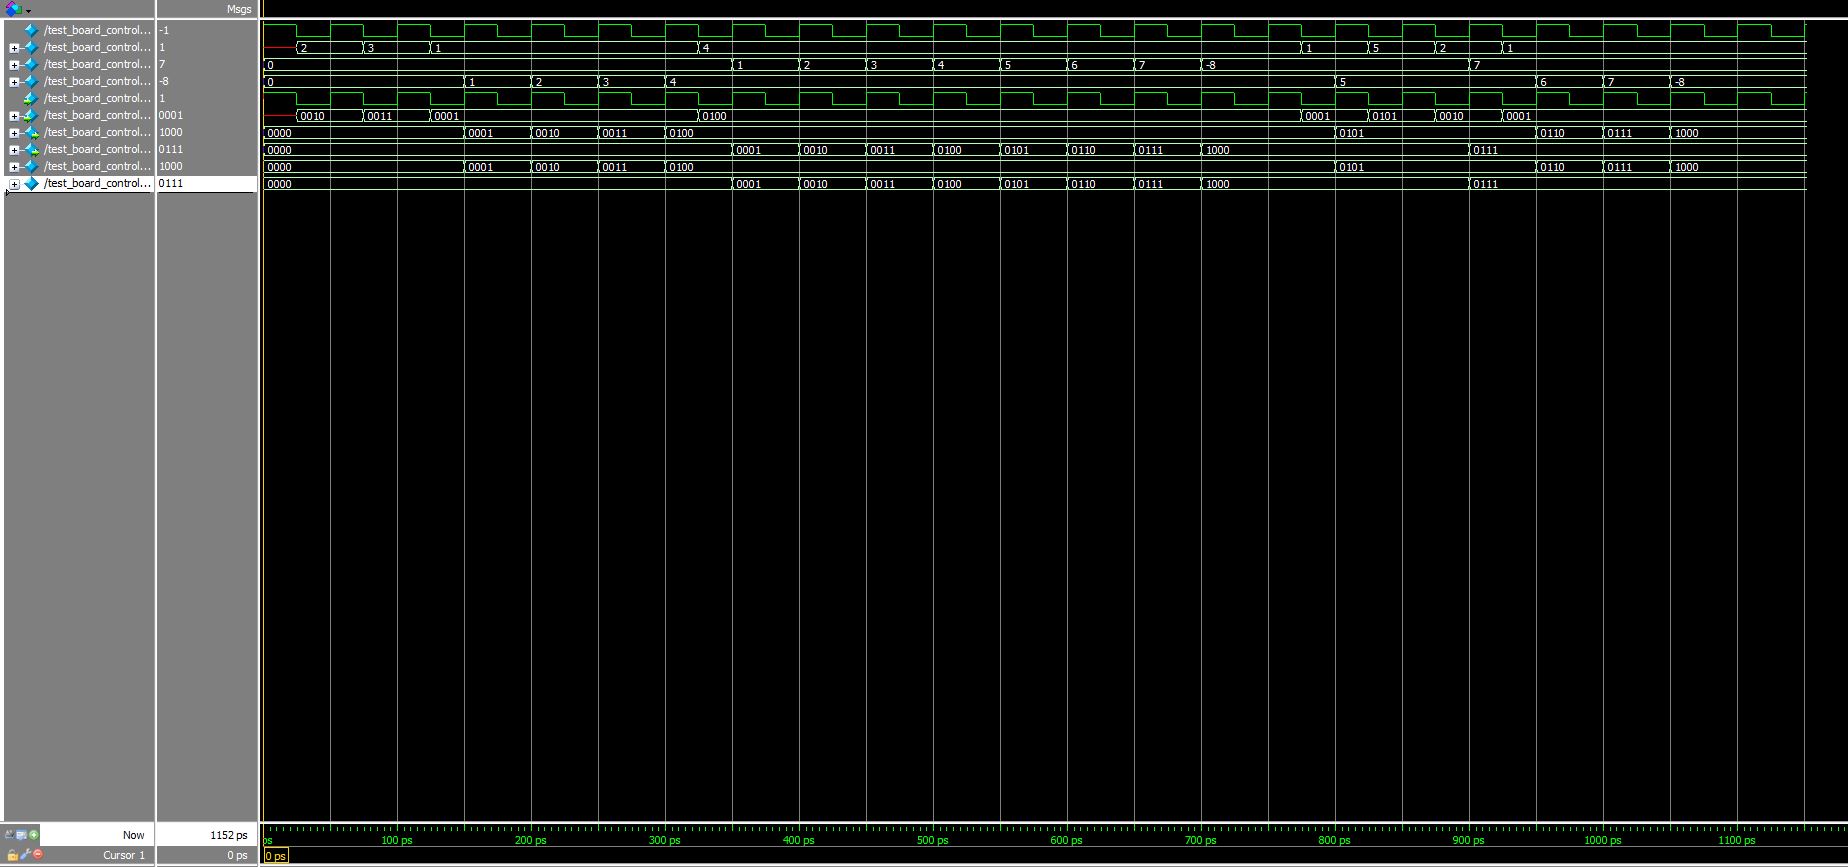 Msgs
/test_board_control... -1
/test_board_control... 1 2 3 1 4 1 5 2 1
/test_board_control... 7 0 1 2 3 4 5 6 7 -8 7
/test_board_control... -8 0 1 2 3 4 5 6 7 -8
/test_board_control... 1
/test_board_control... 0001 0010 0011 0001 0100 0001 0101 0010 0001
/test_board_control... 1000 0000 0001 0010 0011 0100 0101 0110 0111 1000
/test_board_control... 0111 0000 0001 0010 0011 0100 0101 0110 0111 1000 0111
/test_board_control... 1000 0000 0001 0010 0011 0100 0101 0110 0111 1000
/test_board_control... 0111 0000 0001 0010 0011 0100 0101 0110 0111 1000 0111
Now 1152 ps ps 100 ps 200 ps 300 ps 400 ps 500 ps 600 ps 700 ps 800 ps 900 ps 1000 ps 1100 ps
Cursor 1 0 ps 0 ps